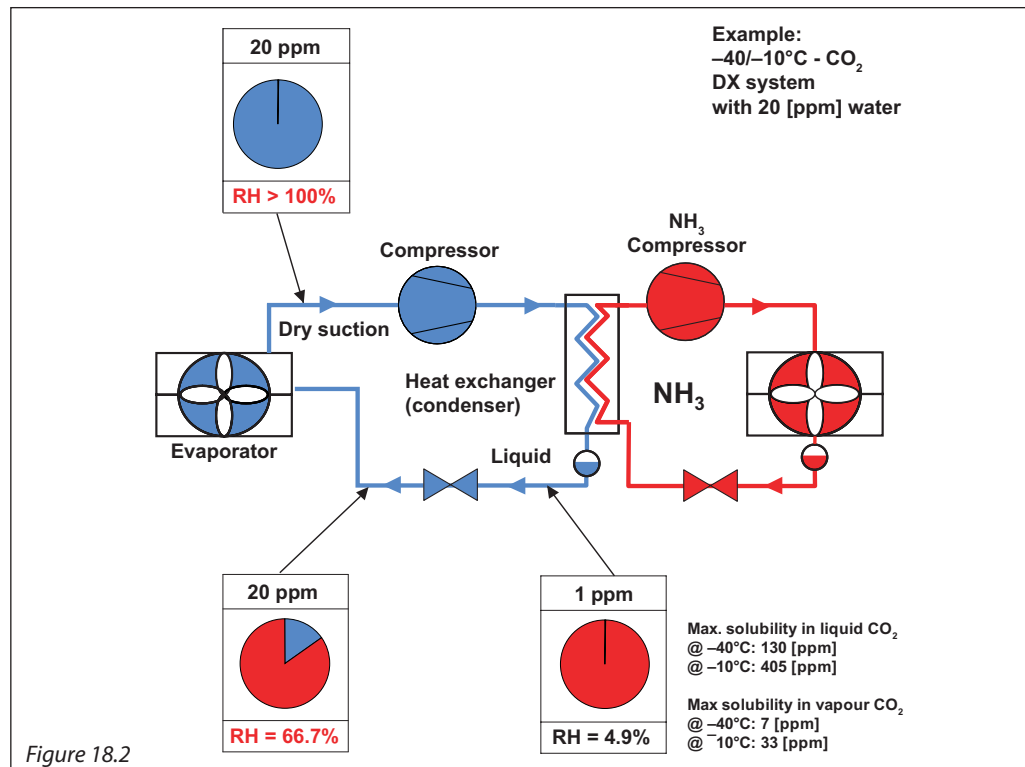 20 ppm
RH > 100%
Example:
–40/–10°C - CO₂
DX system
with 20 [ppm] water
Compressor
NH₃
Compressor
Dry suction
Heat exchanger
(condenser)
NH₃
Evaporator
Liquid
20 ppm
RH = 66.7%
1 ppm
RH = 4.9%
Max. solubility in liquid CO₂
@ –40°C: 130 [ppm]
@ –10°C: 405 [ppm]
Max solubility in vapour CO₂
@ –40°C: 7 [ppm]
@ ¯10°C: 33 [ppm]
Figure 18.2